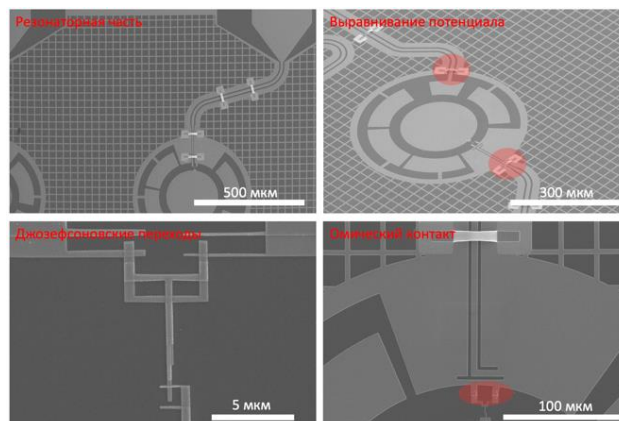 Резонаторная часть
Выравнивание потенциала
500 мкм
300 мкм
Джозефсоновские переходы
Омический контакт
5 мкм
100 мкм